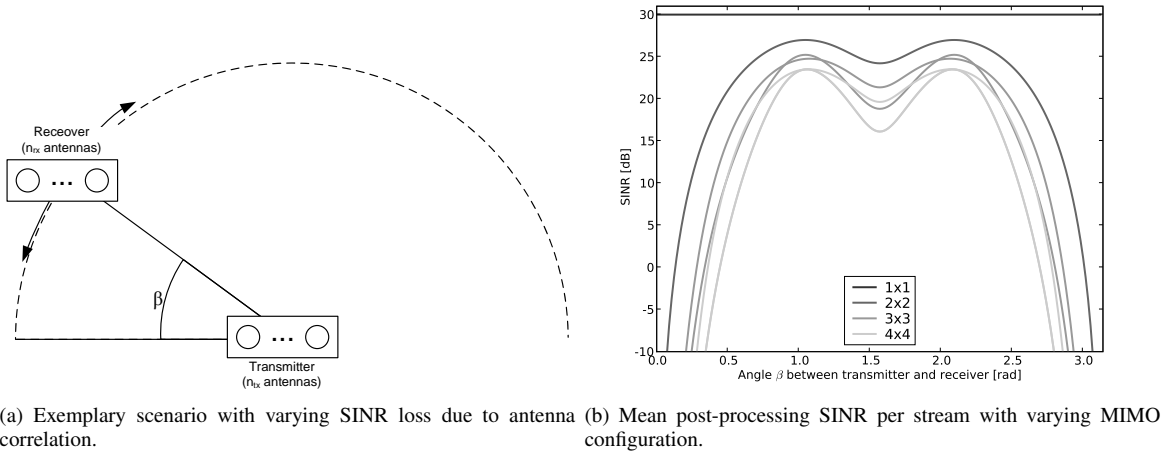 Receover
(nrx antennas)
...
β
...
Transmitter
(ntx antennas)
30
25
20
15
10
5
0
-5
-10
SINR [dB]
1x1
2x2
3x3
4x4
0.0 0.5 1.0 1.5 2.0 2.5 3.0
Angle β between transmitter and receiver [rad]
(a) Exemplary scenario with varying SINR loss due to antenna
correlation.
(b) Mean post-processing SINR per stream with varying MIMO
configuration.